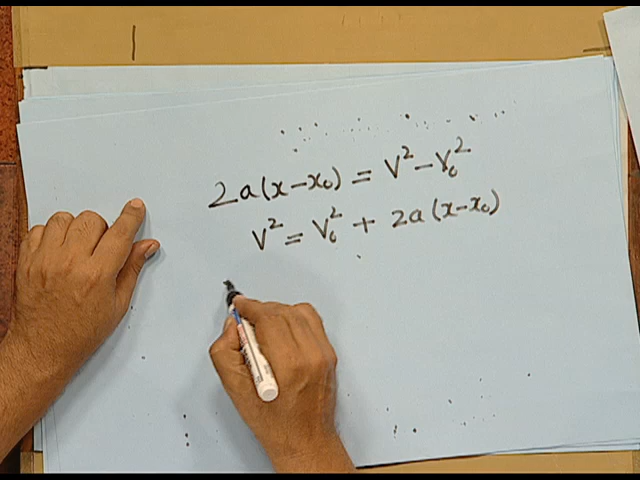 2a(x-x₀) = V² - V₀²
V² = V₀² + 2a(x-x₀)